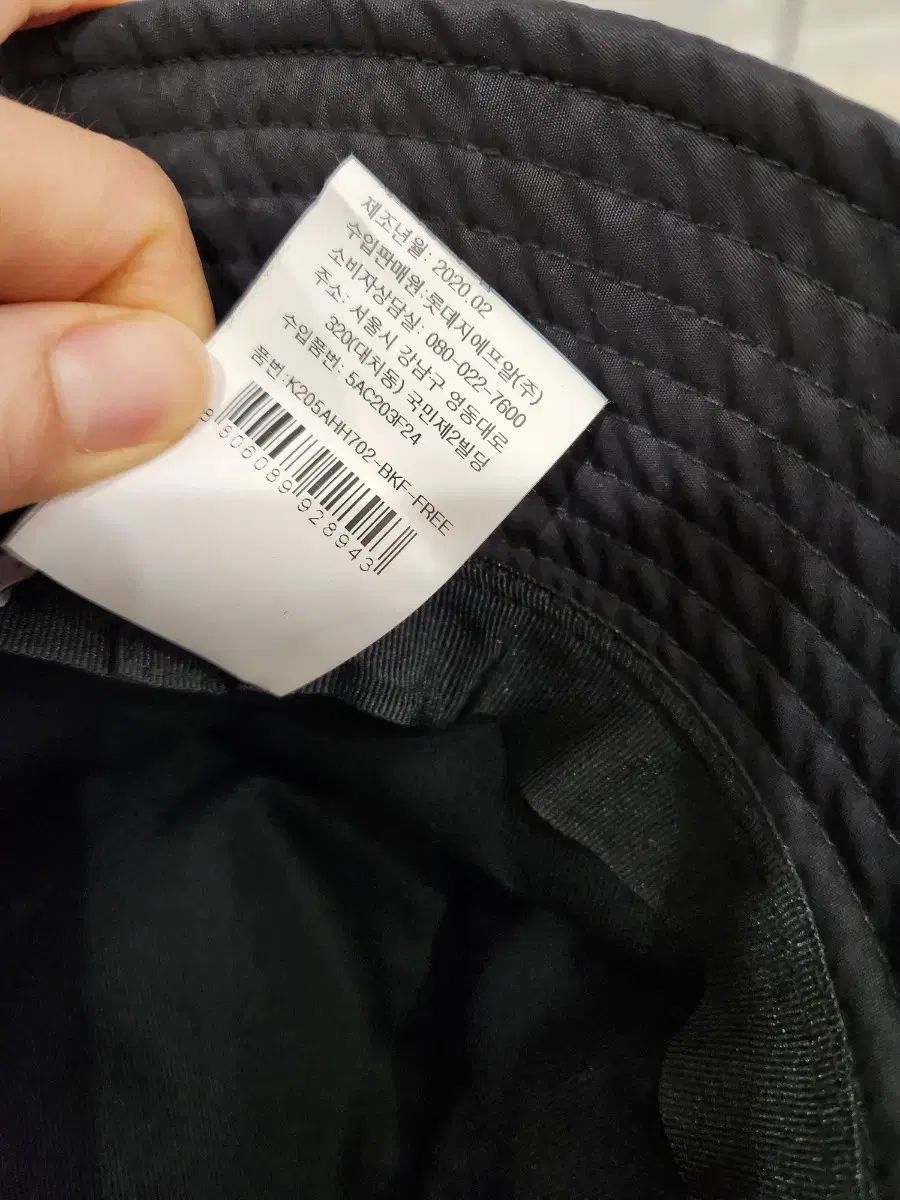 제조년월: 2020.02
수입판매원:롯데지에프알(주)
소비자상담실: 080-022-7600
주소: 서울시 강남구 영동대로
320(대치동) 국민제2빌딩
수입품번: 5AC203F24
품번:K205AHH702-BKF-FREE
8 806089 928943